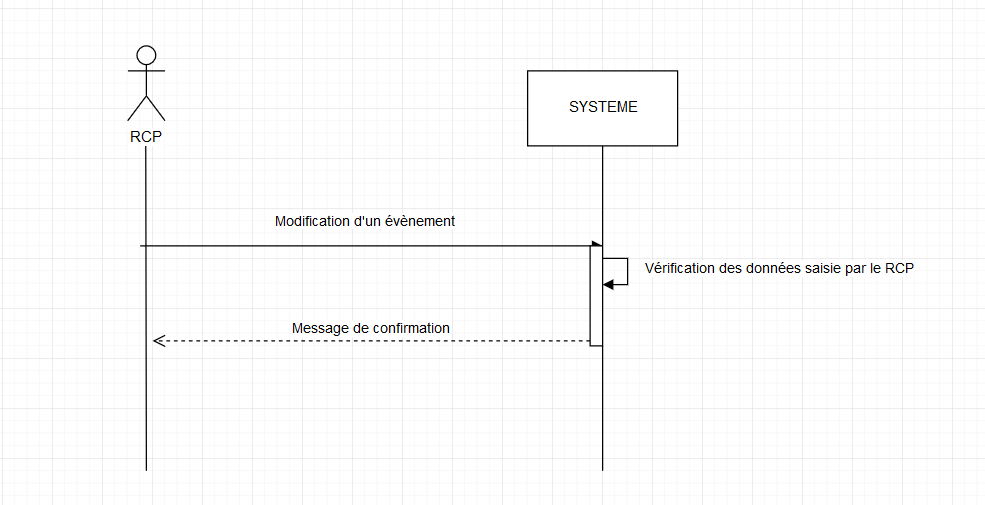 RCP
SYSTEME
Modification d'un évènement
Vérification des données saisie par le RCP
Message de confirmation